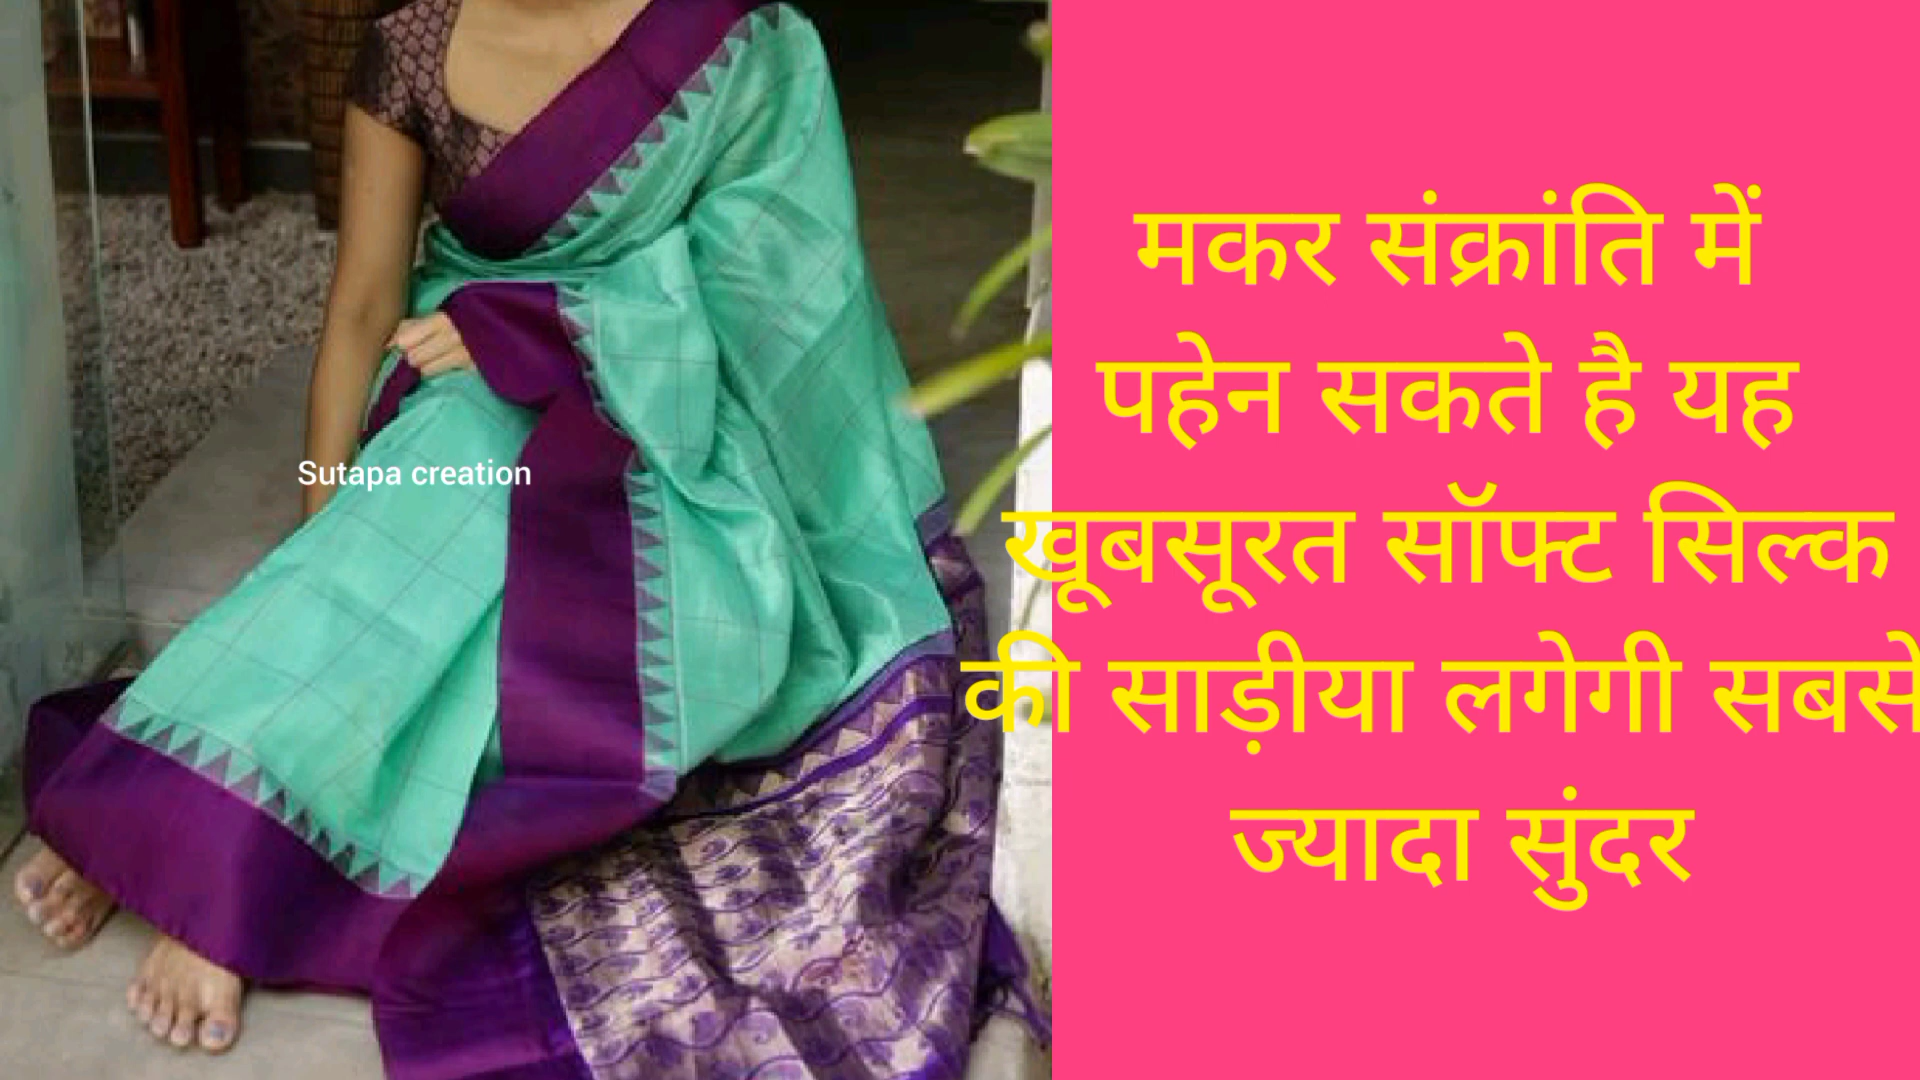 Sutapa creation
मकर संक्रांति में
पहेन सकते है यह
खूबसूरत सॉफ्ट सिल्क
की साड़ीया लगेगी सबसे
ज्यादा सुंदर